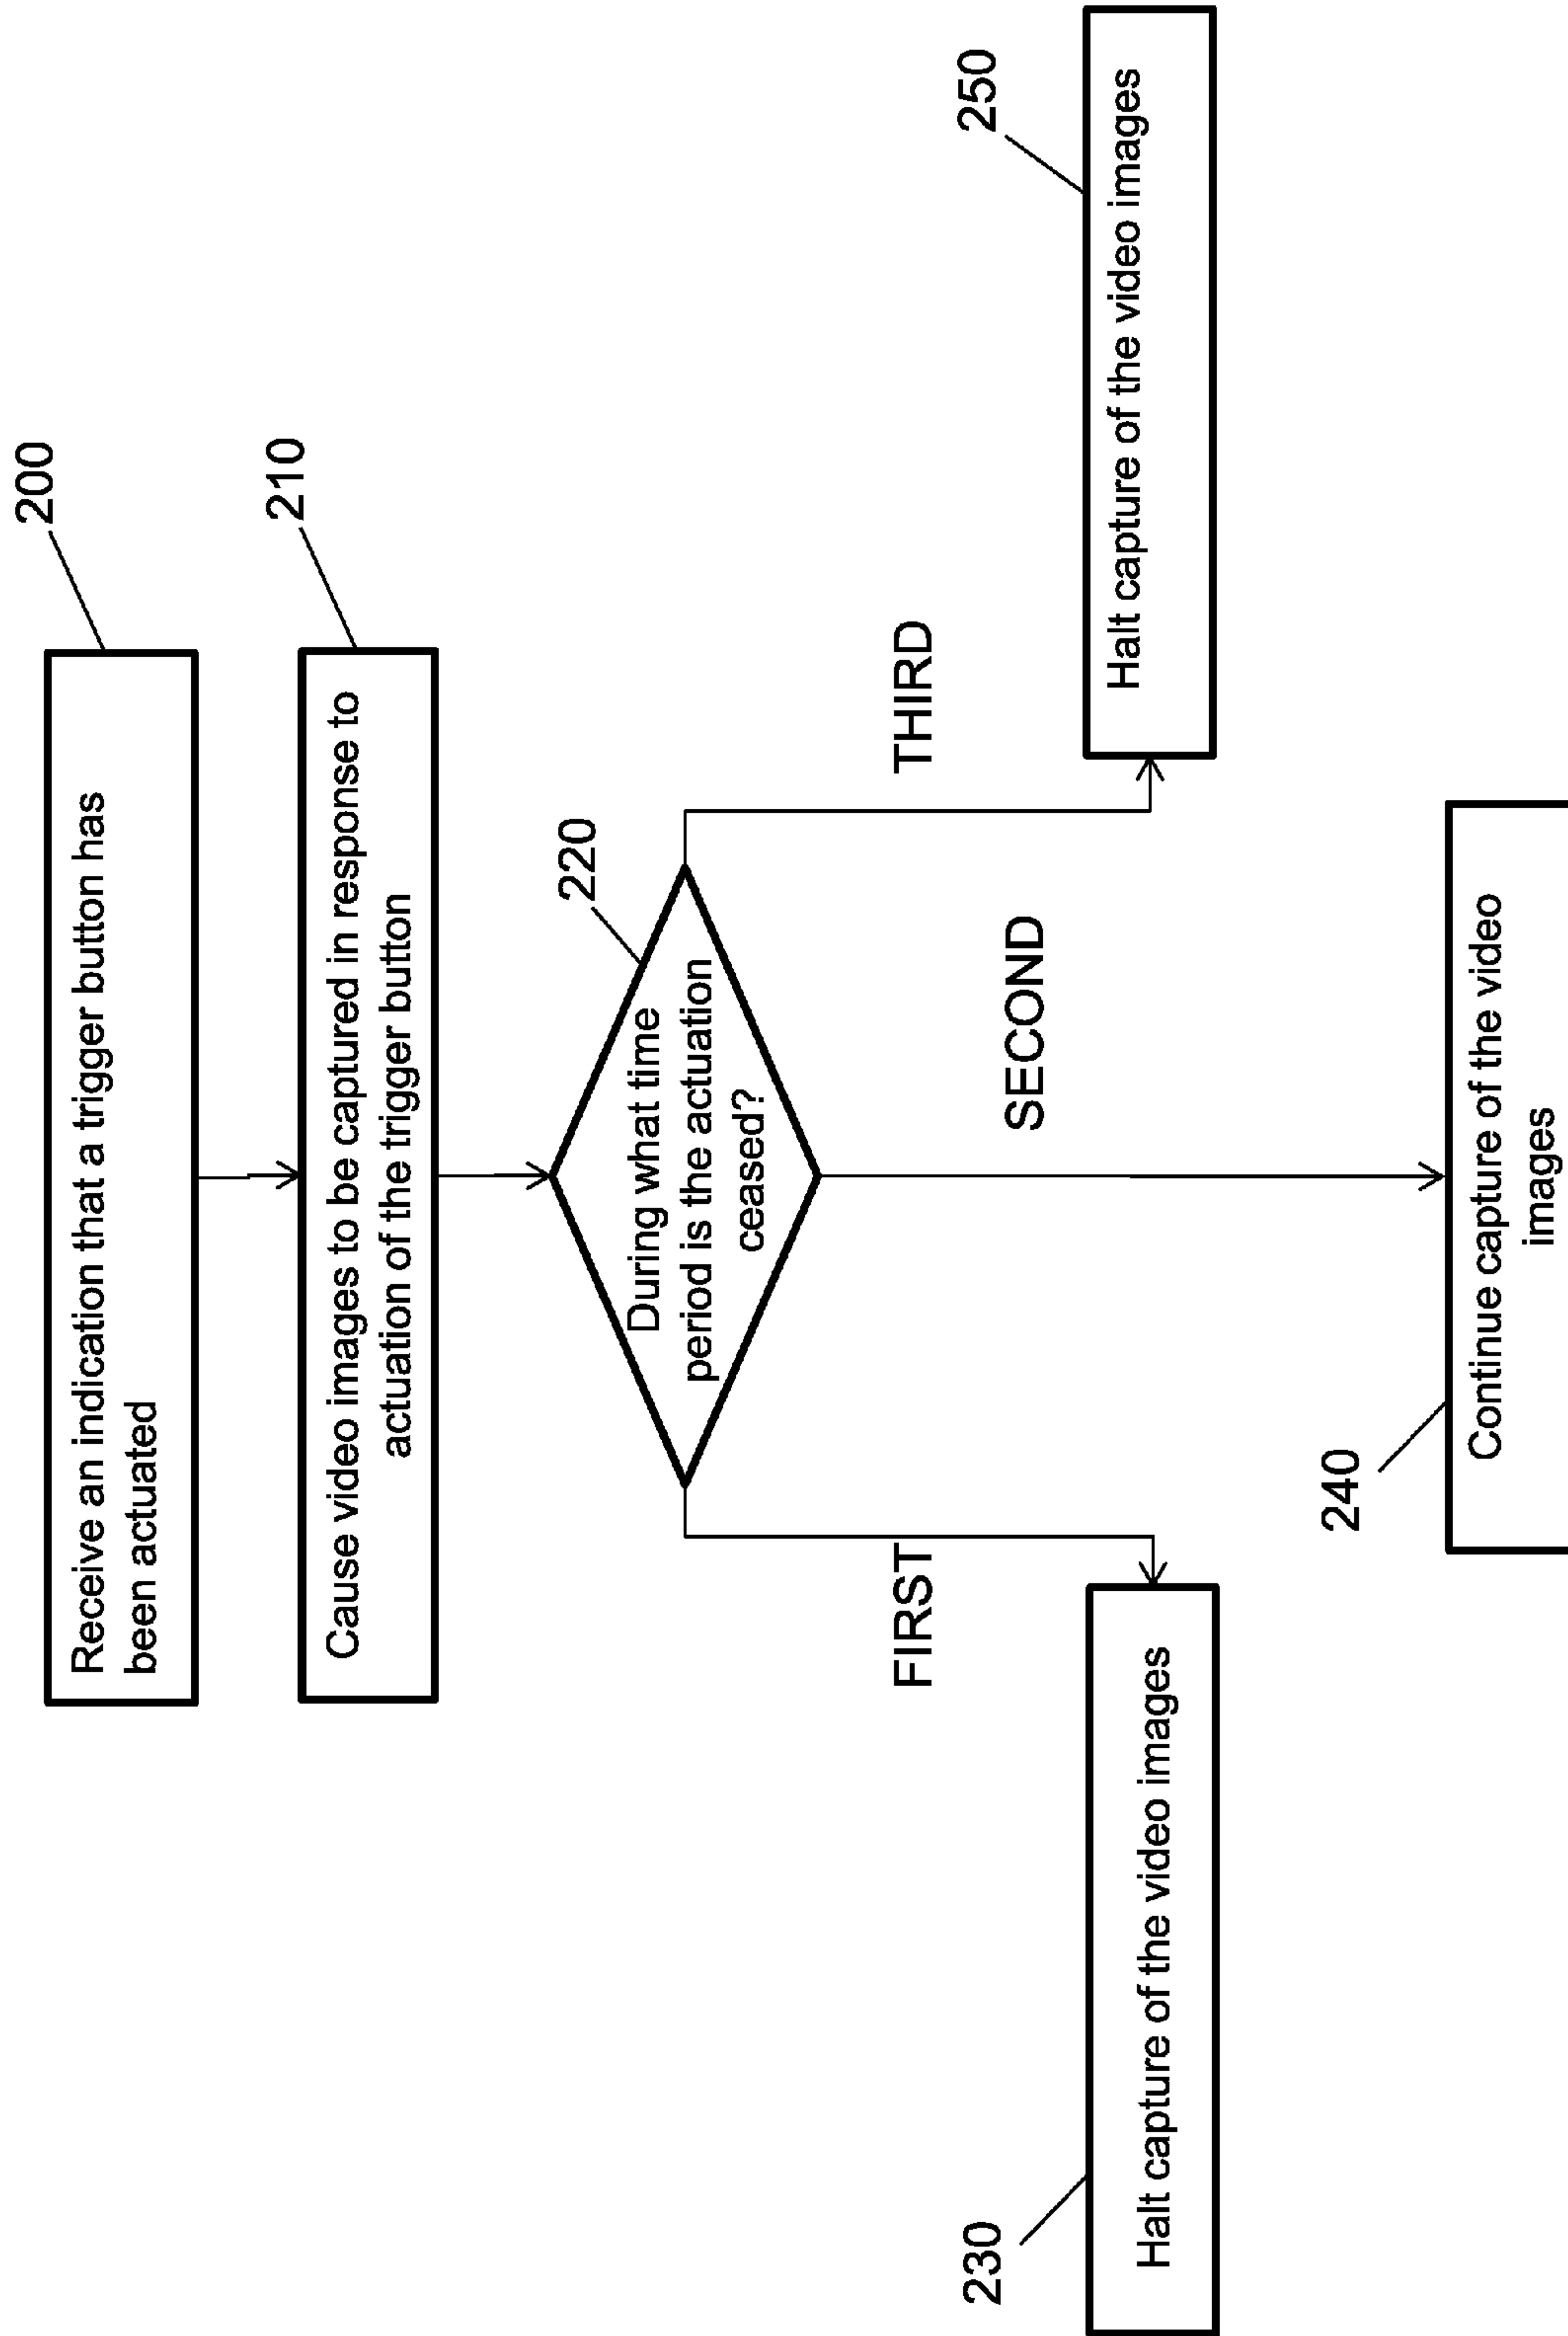 200
Receive an indication that a trigger button has
been actuated
210
Cause video images to be captured in response to
actuation of the trigger button
220
During what time
period is the actuation
ceased?
FIRST
SECOND
THIRD
230
Halt capture of the video images
240
Continue capture of the video
images
250
Halt capture of the video images